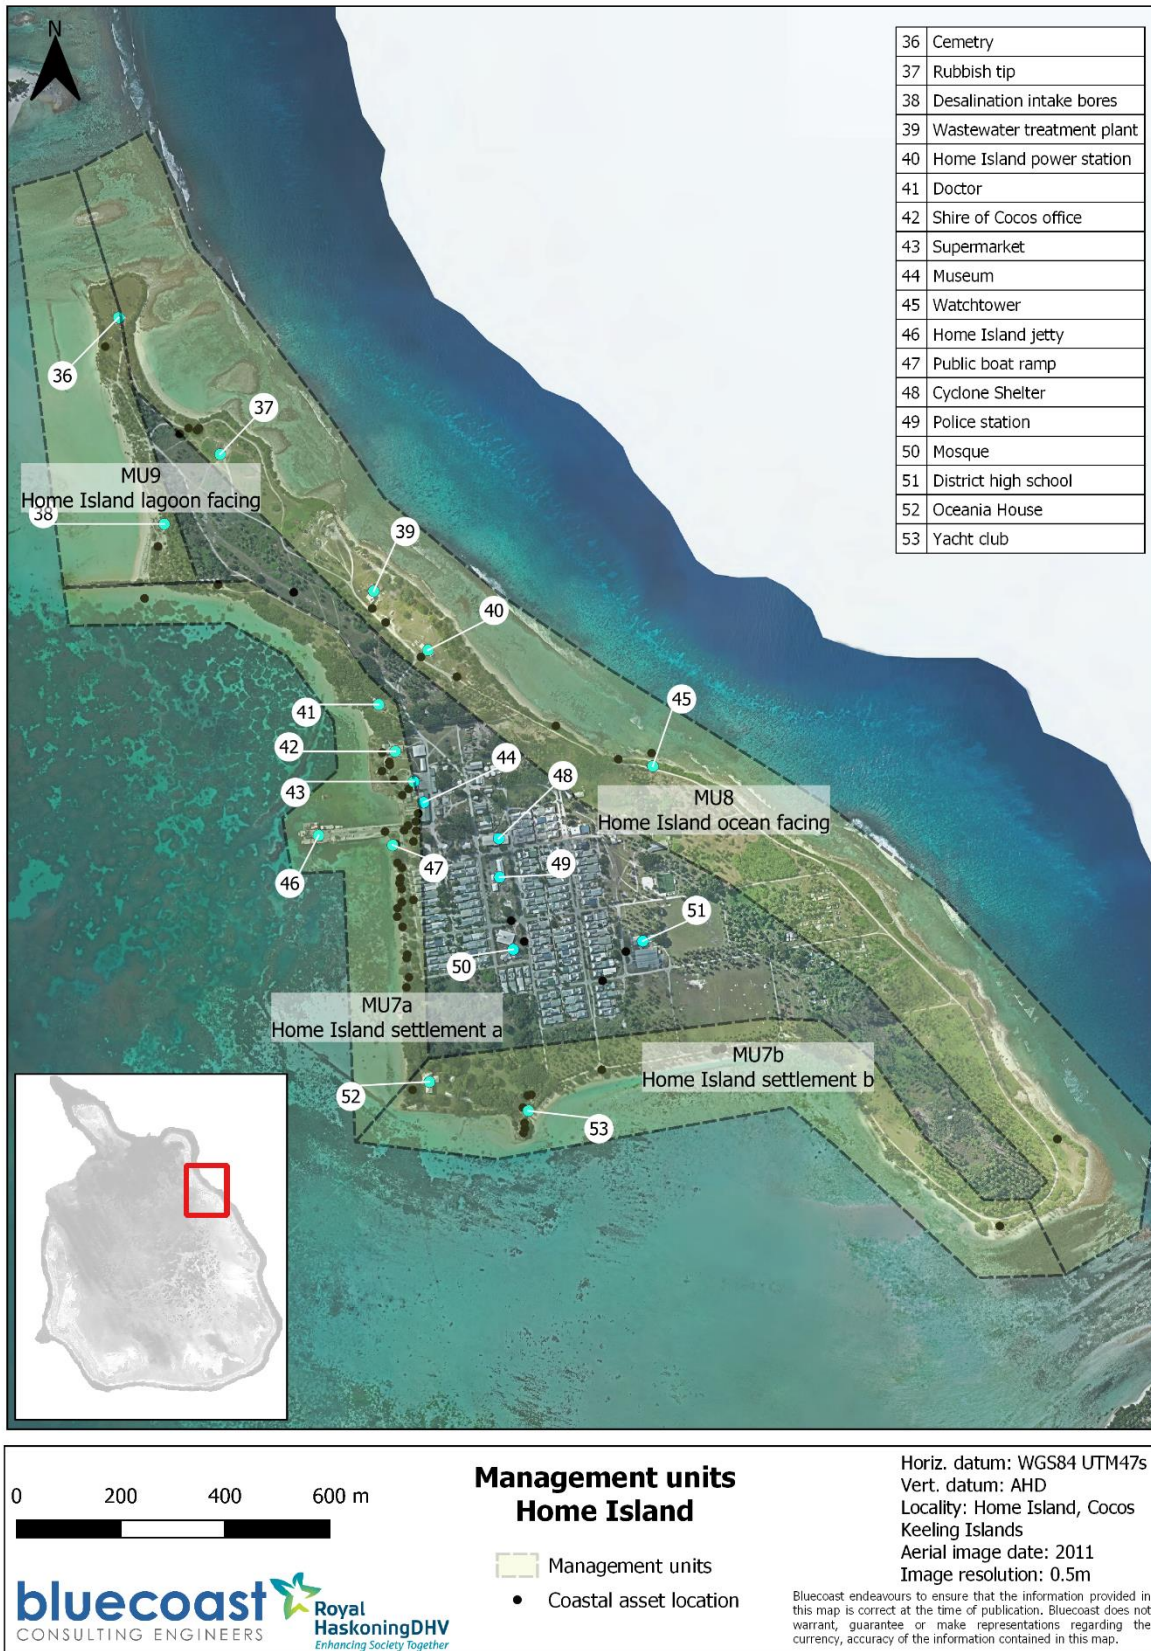 N
36 Cemetry
37 Rubbish tip
38 Desalination intake bores
39 Wastewater treatment plant
40 Home Island power station
41 Doctor
42 Shire of Cocos office
43 Supermarket
44 Museum
45 Watchtower
46 Home Island jetty
47 Public boat ramp
48 Cyclone Shelter
49 Police station
50 Mosque
51 District high school
52 Oceania House
53 Yacht club
36
37
MU9
Home Island lagoon facing
38
39
40
41
45
42
44
48
43
MU8
Home Island ocean facing
47
49
46
51
50
MU7a
Home Island settlement a
MU7b
Home Island settlement b
52
53
0 200 400 600 m
Management units
Home Island
Management units
Coastal asset location
bluecoast
CONSULTING ENGINEERS
Royal
HaskoningDHV
Enhancing Society Together
Horiz. datum: WGS84 UTM47s
Vert. datum: AHD
Locality: Home Island, Cocos
Keeling Islands
Aerial image date: 2011
Image resolution: 0.5m
Bluecoast endeavours to ensure that the information provided in
this map is correct at the time of publication. Bluecoast does not
warrant, guarantee or make representations regarding the
currency, accuracy of the information contained in this map.